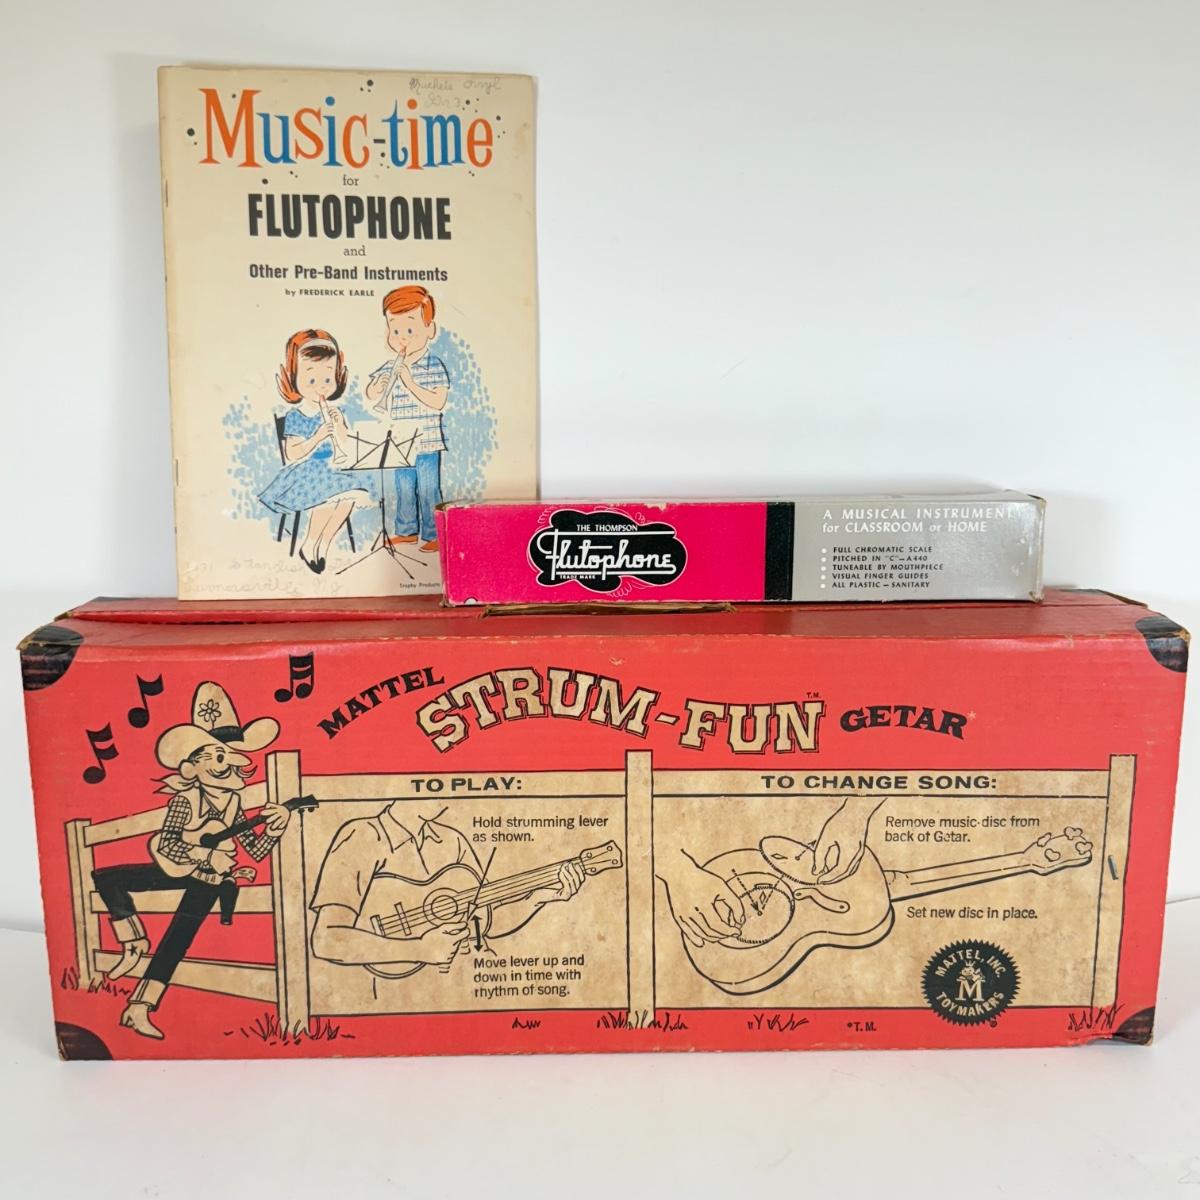 Music-time
for
FLUTOPHONE
and
Other Pre-Band Instruments
by FREDERICK EARLE
Trophy Products
THE THOMPSON
Flutophone
TRADE MARK
A MUSICAL INSTRUMENT
for CLASSROOM or HOME
• FULL CHROMATIC SCALE
• PITCHED IN "C"—A440
• TUNEABLE BY MOUTHPIECE
• VISUAL FINGER GUIDES
• ALL PLASTIC — SANITARY
MATTEL STRUM-FUN T.M. GETAR*
TO PLAY:
Hold strumming lever
as shown.
Move lever up and
down in time with
rhythm of song.
TO CHANGE SONG:
Remove music-disc from
back of Getar.
Set new disc in place.
MATTEL, INC.
M
TOYMAKERS
®
*T.M.